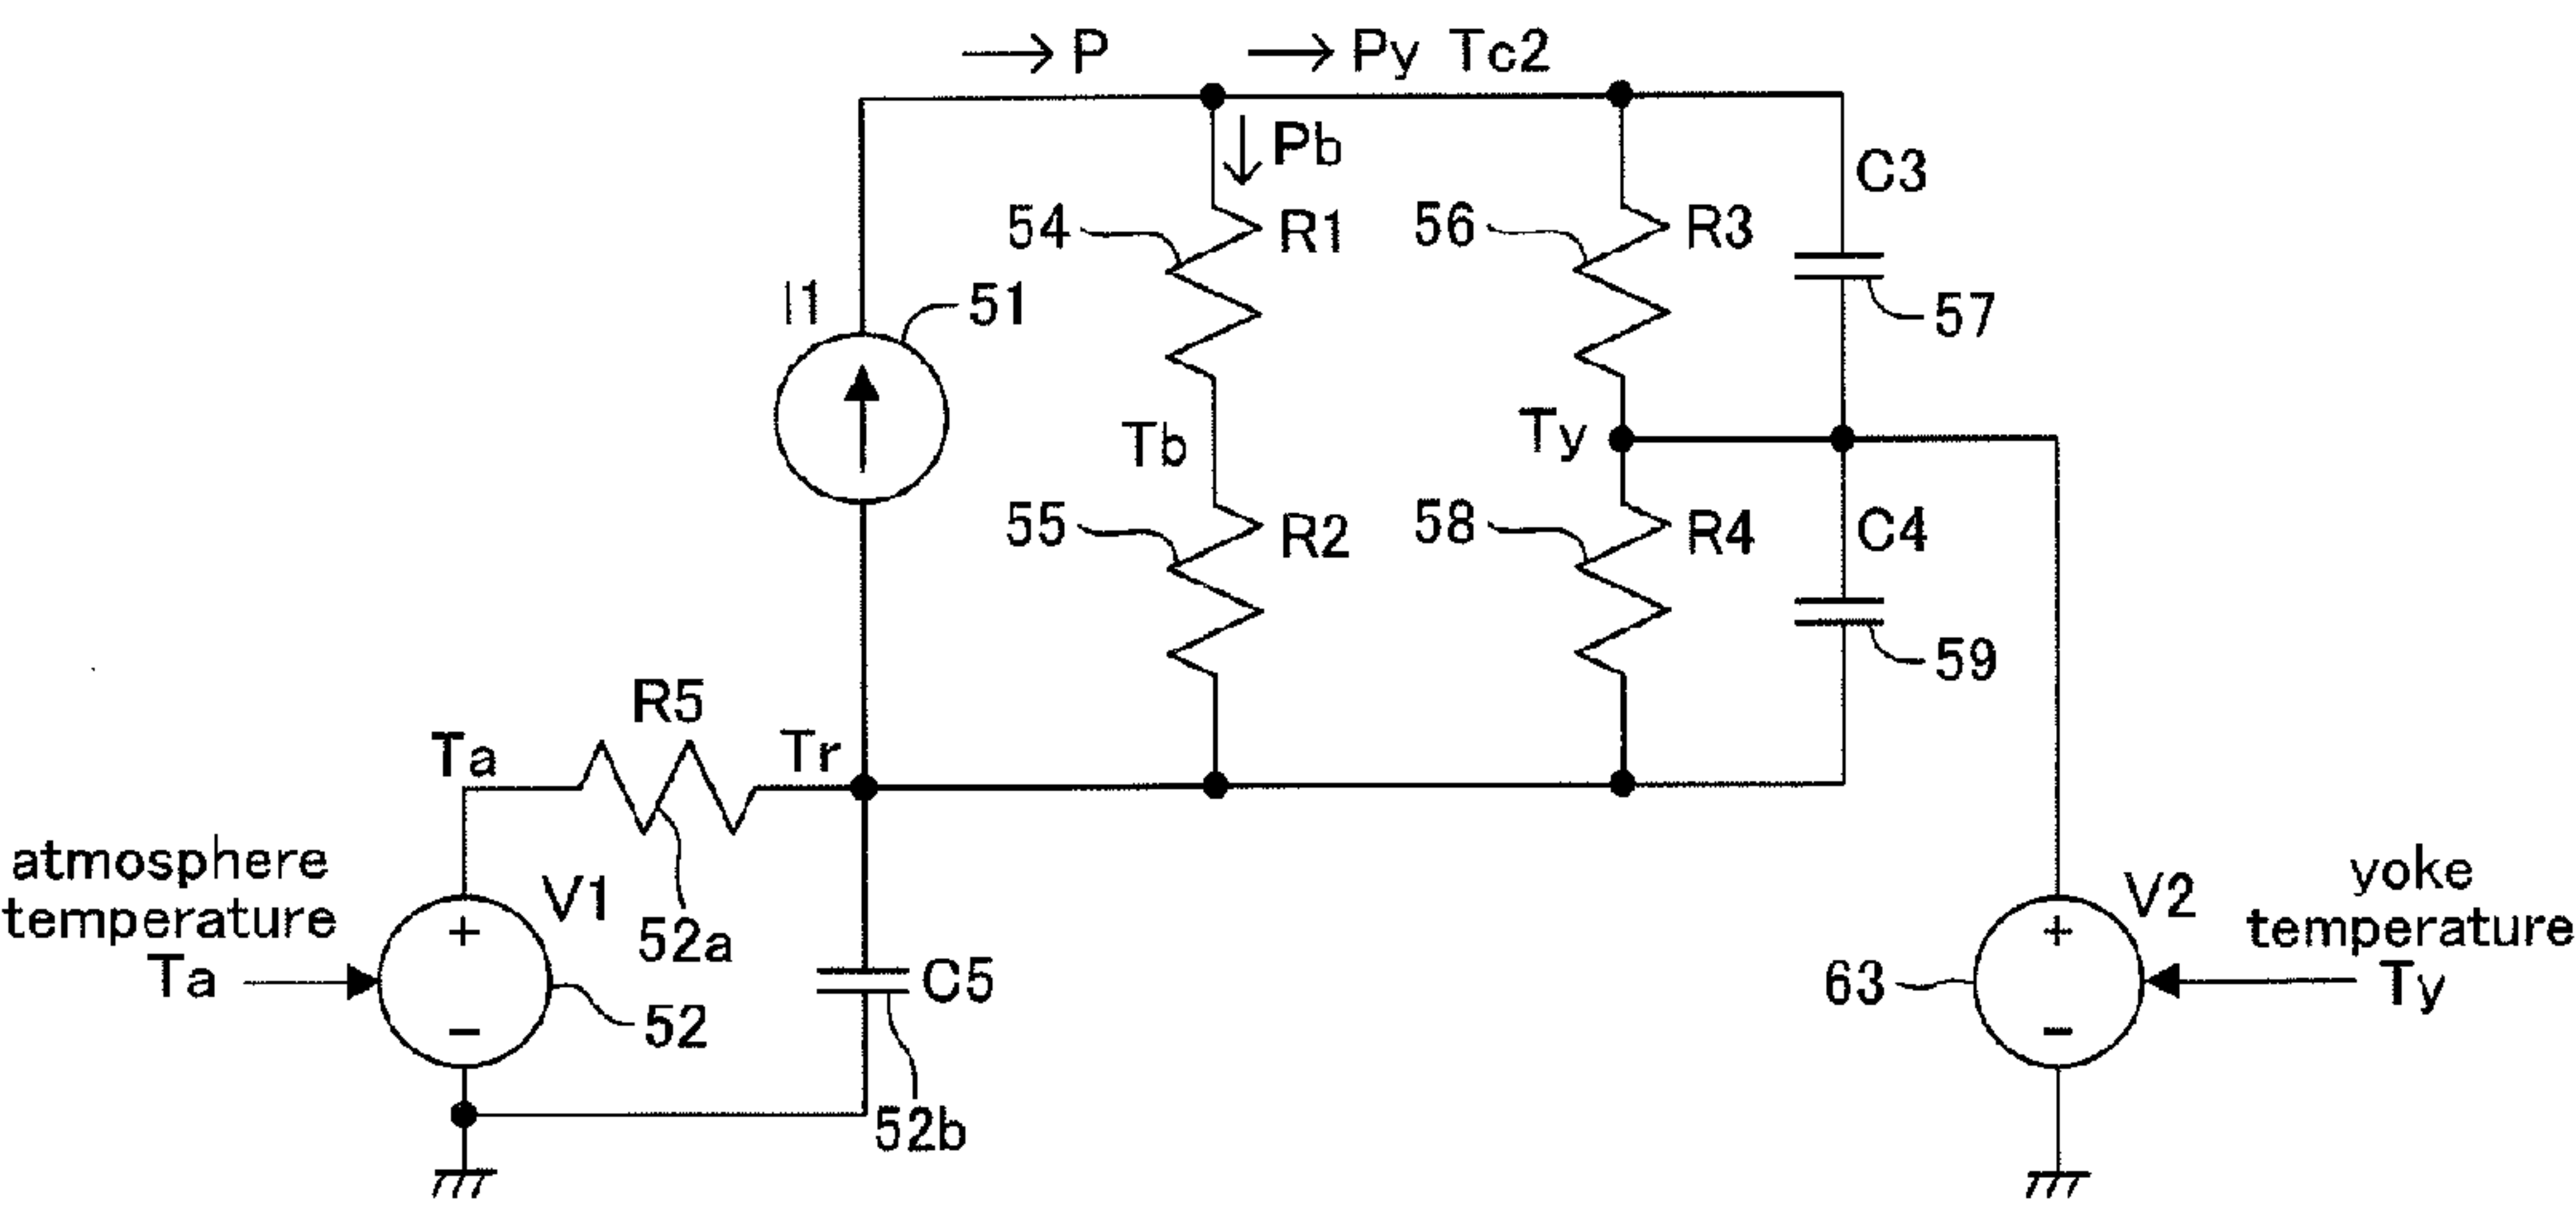 P
Py Tc2
Pb
C3
54
R1
56
R3
I1
51
57
Tb
Ty
55
R2
58
R4
C4
59
R5
Ta
Tr
atmosphere
temperature
Ta
V1
+
−
52
52a
C5
52b
63
+
−
V2
yoke
temperature
Ty